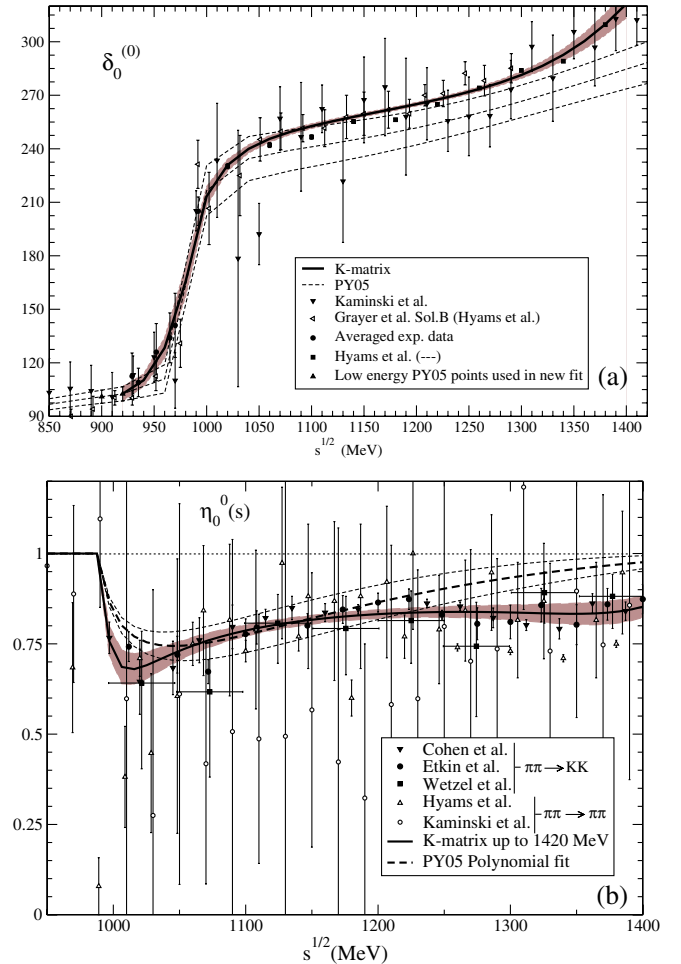 300
270
240
210
180
150
120
90
δ₀⁽⁰⁾
K-matrix
PY05
Kaminski et al.
Grayer et al. Sol.B (Hyams et al.)
Averaged exp. data
Hyams et al. (---)
Low energy PY05 points used in new fit
(a)
850 900 950 1000 1050 1100 1150 1200 1250 1300 1350 1400
s^{1/2} (MeV)
η₀⁰(s)
1
0.75
0.5
0.25
0
Cohen et al.
Etkin et al. ππ→KK
Wetzel et al.
Hyams et al.
Kaminski et al. ππ → ππ
K-matrix up to 1420 MeV
PY05 Polynomial fit
(b)
1000 1100 1200 1300 1400
s^{1/2}(MeV)